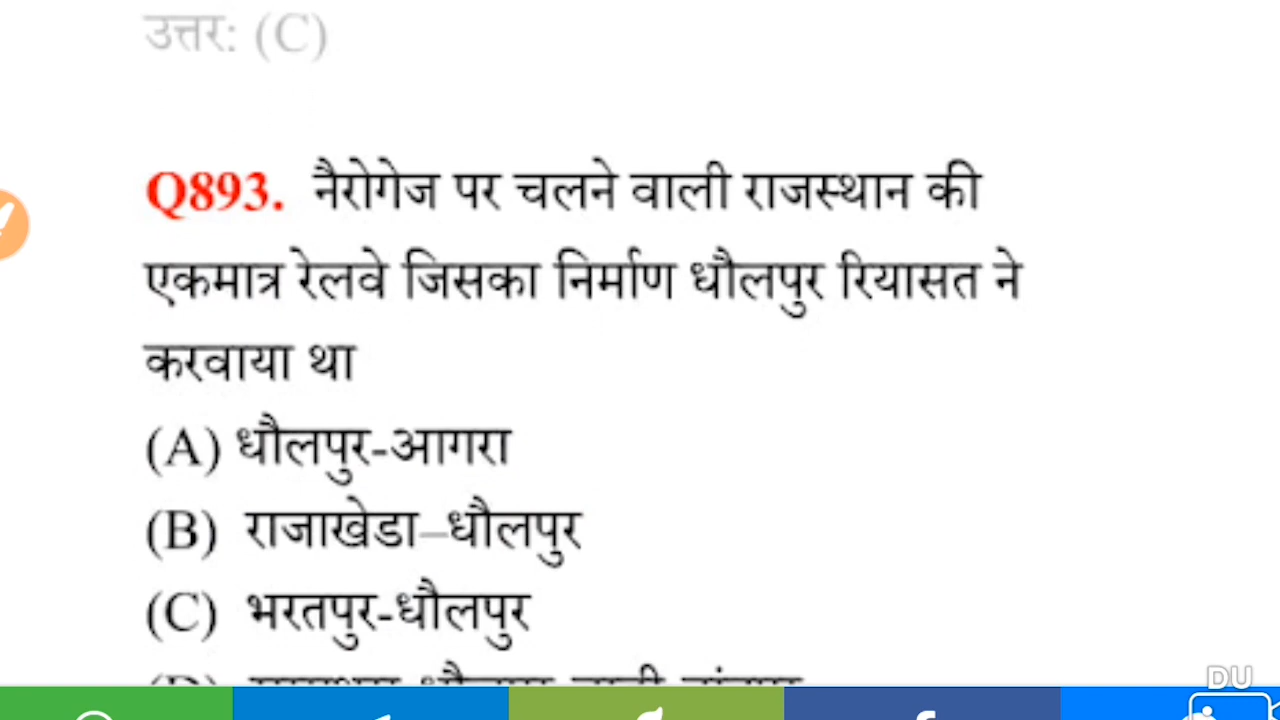 उत्तर: (C)
Q893. नैरोगेज पर चलने वाली राजस्थान की
एकमात्र रेलवे जिसका निर्माण धौलपुर रियासत ने
करवाया था
(A) धौलपुर-आगरा
(B) राजाखेडा–धौलपुर
(C) भरतपुर-धौलपुर
DU